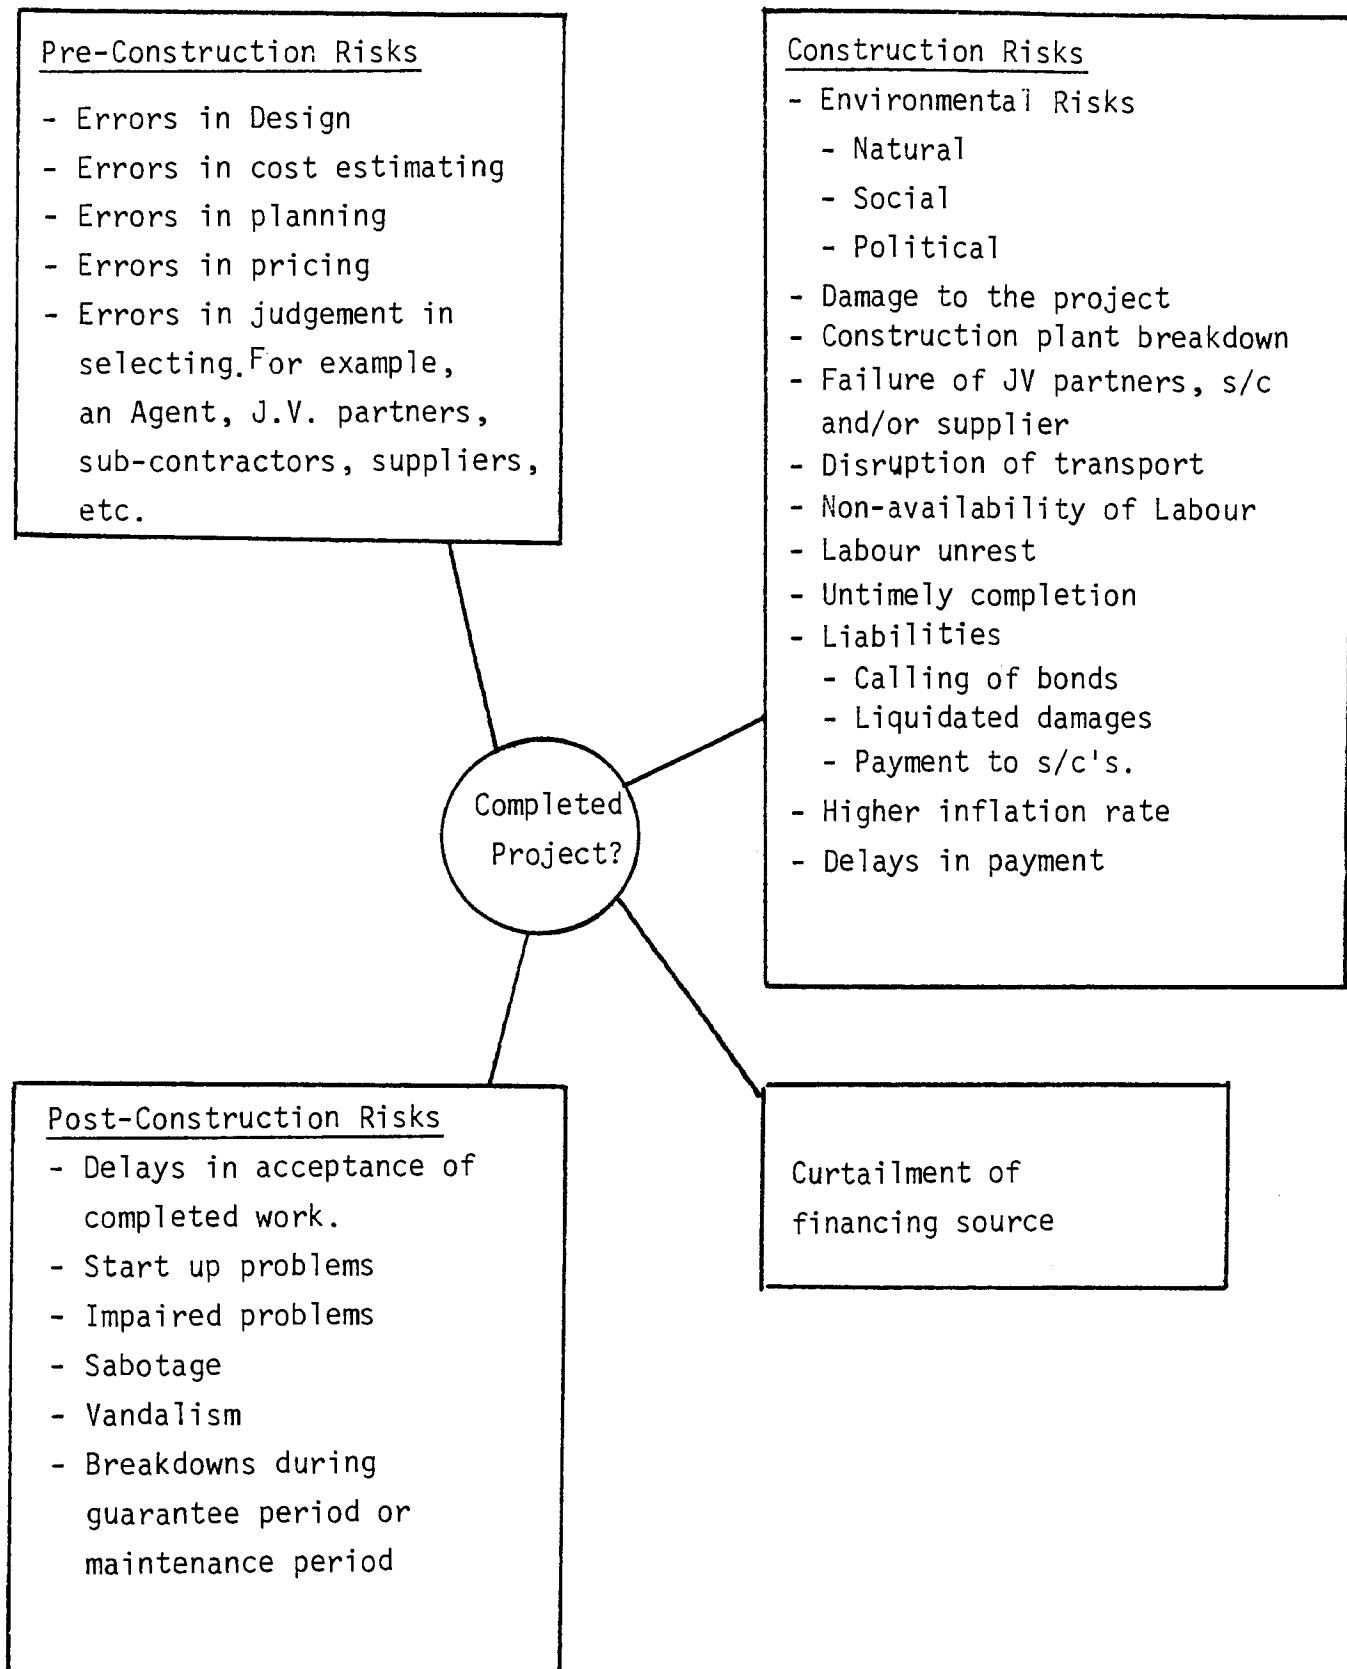 Pre-Construction Risks
- Errors in Design
- Errors in cost estimating
- Errors in planning
- Errors in pricing
- Errors in judgement in
selecting. For example,
an Agent, J.V. partners,
sub-contractors, suppliers,
etc.
Construction Risks
- Environmental Risks
- Natural
- Social
- Political
- Damage to the project
- Construction plant breakdown
- Failure of JV partners, s/c
and/or supplier
- Disruption of transport
- Non-availability of Labour
- Labour unrest
- Untimely completion
- Liabilities
- Calling of bonds
- Liquidated damages
- Payment to s/c's.
- Higher inflation rate
- Delays in payment
Completed
Project?
Post-Construction Risks
- Delays in acceptance of
completed work.
- Start up problems
- Impaired problems
- Sabotage
- Vandalism
- Breakdowns during
guarantee period or
maintenance period
Curtailment of
financing source